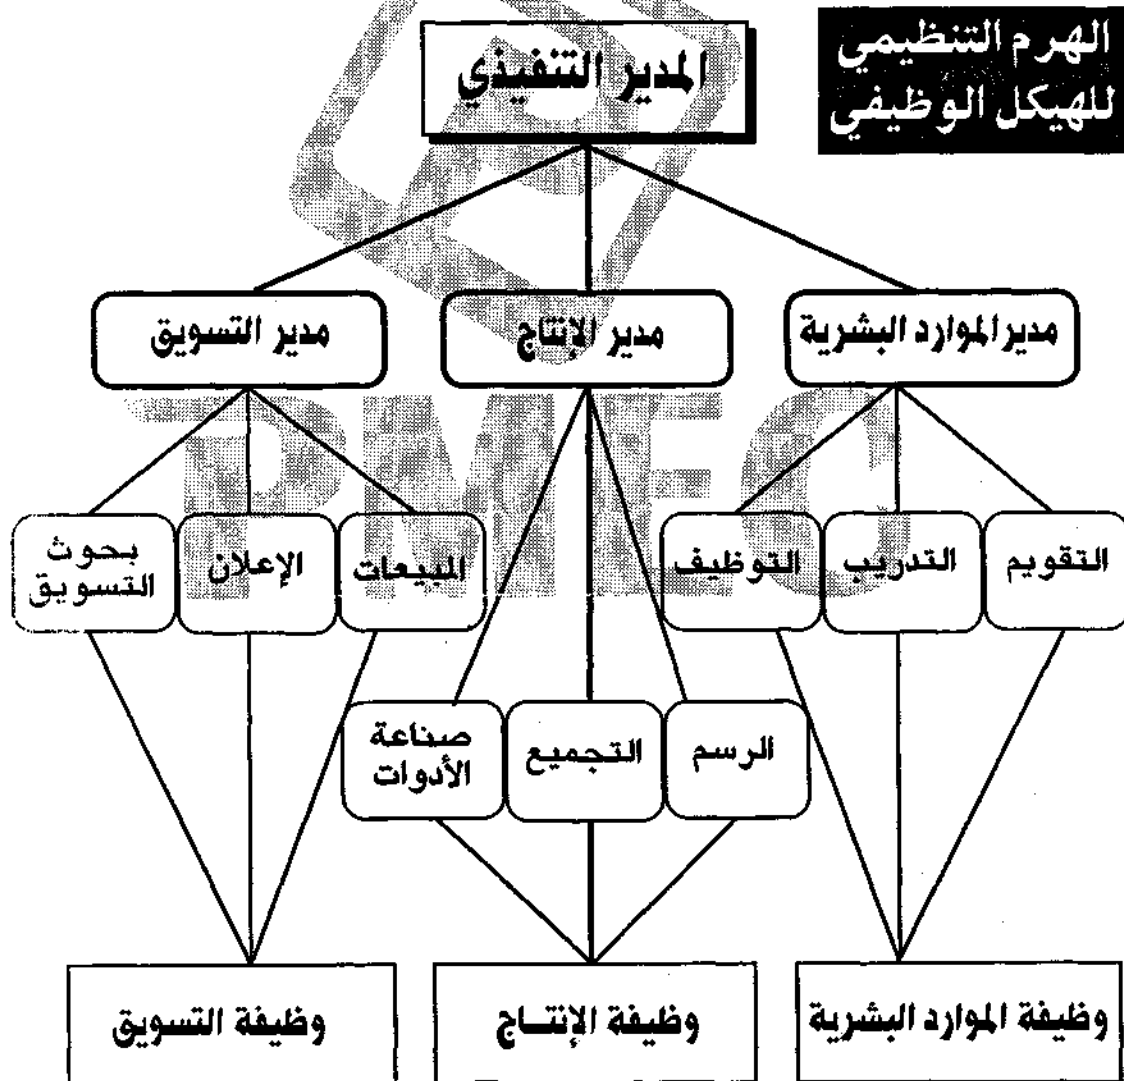 الهرم التنظيمي
للهيكل الوظيفي
المدير التنفيذي
مدير الموارد البشرية
مدير الإنتاج
مدير التسويق
التقويم
التدريب
التوظيف
المبيعات
الإعلان
بحوث
التسويق
الرسم
التجميع
صناعة
الأدوات
وظيفة الموارد البشرية
وظيفة الإنتاج
وظيفة التسويق
PMEC